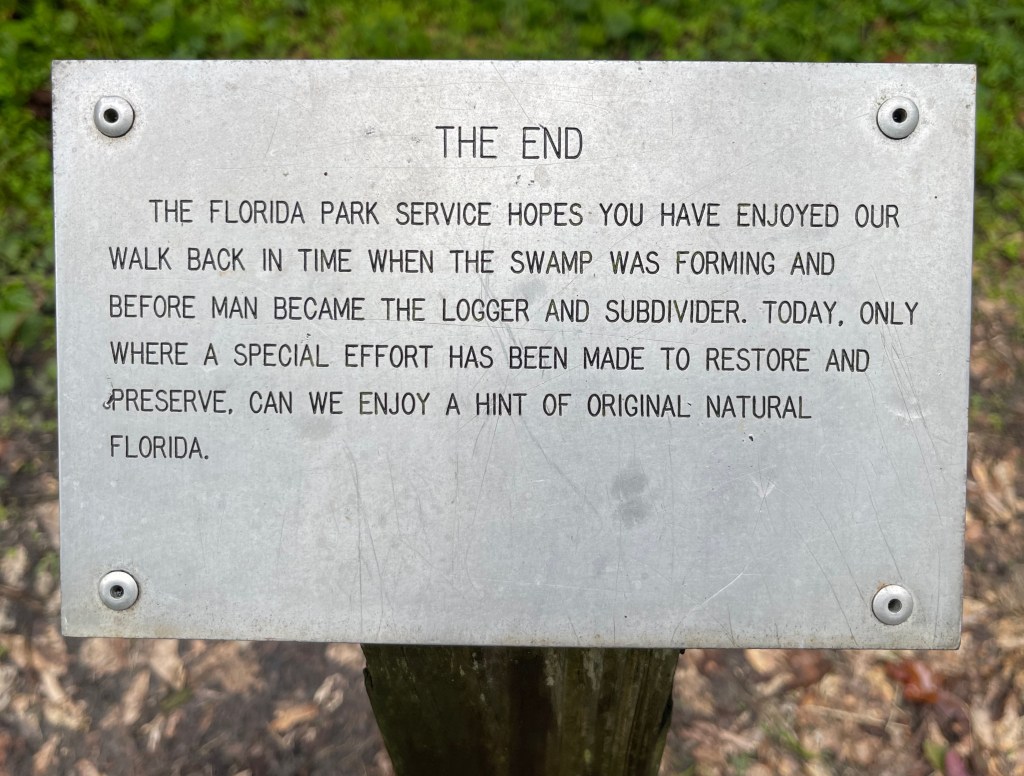 THE END
THE FLORIDA PARK SERVICE HOPES YOU HAVE ENJOYED OUR
WALK BACK IN TIME WHEN THE SWAMP WAS FORMING AND
BEFORE MAN BECAME THE LOGGER AND SUBDIVIDER. TODAY, ONLY
WHERE A SPECIAL EFFORT HAS BEEN MADE TO RESTORE AND
PRESERVE, CAN WE ENJOY A HINT OF ORIGINAL NATURAL
FLORIDA.